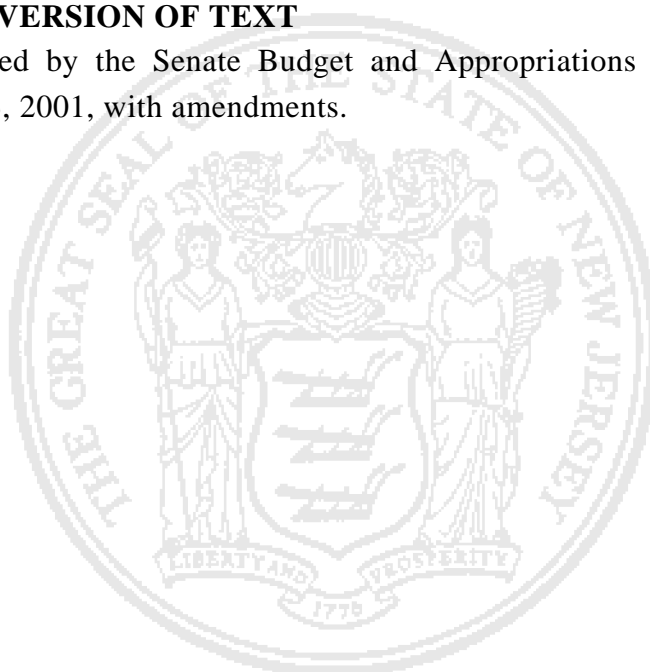 VERSION OF TEXT
ed by the Senate Budget and Appropriations
, 2001, with amendments.
THE GREAT SEAL OF THE STATE OF NEW JERSEY
LIBERTY AND PROSPERITY
1776